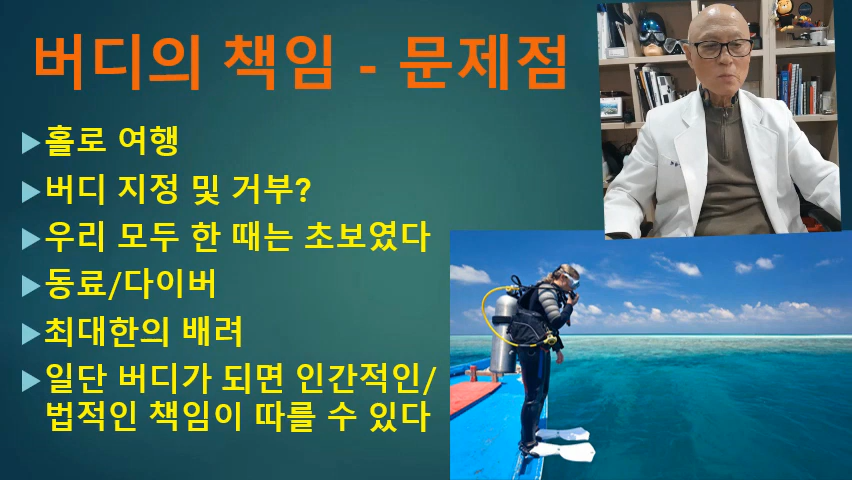 버디의 책임 - 문제점
홀로 여행
버디 지정 및 거부?
우리 모두 한 때는 초보였다
동료/다이버
최대한의 배려
일단 버디가 되면 인간적인/
법적인 책임이 따를 수 있다